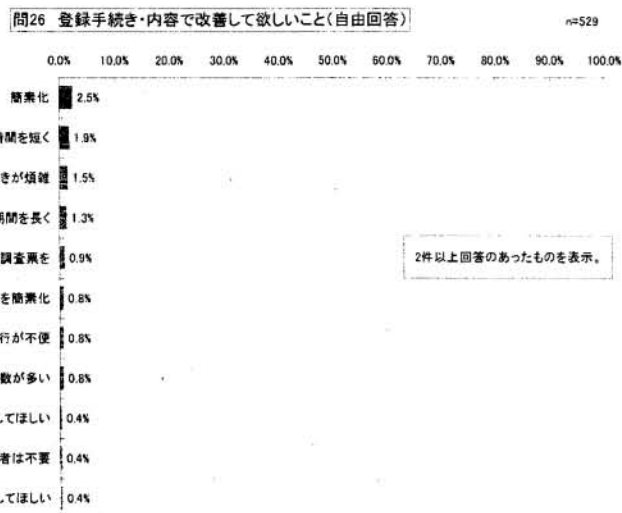 問26 登録手続き・内容で改善して欲しいこと(自由回答)
n=529
0.0% 10.0% 20.0% 30.0% 40.0% 50.0% 60.0% 70.0% 80.0% 90.0% 100.0%
簡素化 2.5%
間を短く 1.9%
きが煩雑 1.5%
間を長く 1.3%
調査票を 0.9%
を簡素化 0.8%
行が不便 0.8%
数が多い 0.8%
してほしい 0.4%
者は不要 0.4%
してほしい 0.4%
2件以上回答のあったものを表示。